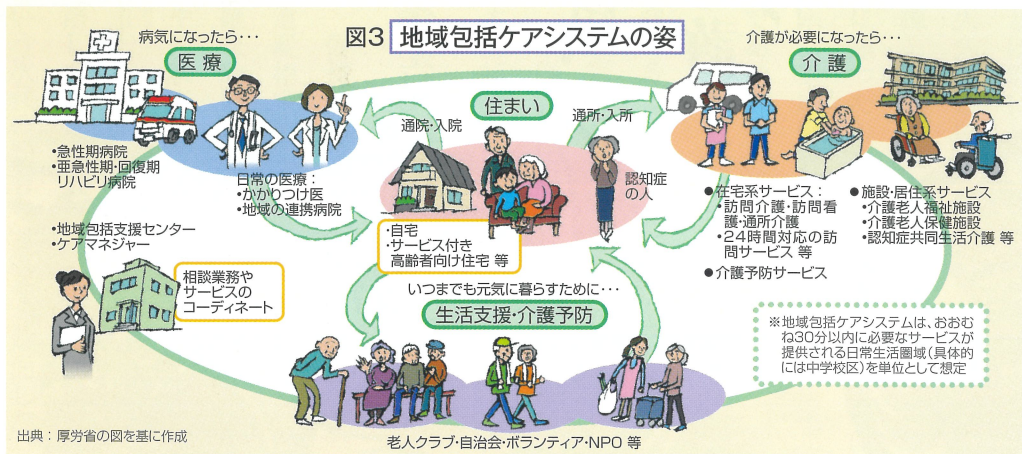 図3 地域包括ケアシステムの姿
病気になったら・・・
医療
・急性期病院
・亜急性期・回復期
リハビリ病院
日常の医療：
・かかりつけ医
・地域の連携病院
・地域包括支援センター
・ケアマネジャー
相談業務や
サービスの
コーディネート
通院・入院
住まい
通所・入所
認知症
の人
・自宅
・サービス付き
高齢者向け住宅 等
介護が必要になったら・・・
介護
●在宅系サービス：
・訪問介護・訪問看
護・通所介護
・24時間対応の訪
問サービス 等
●介護予防サービス
●施設・居住系サービス
・介護老人福祉施設
・介護老人保健施設
・認知症共同生活介護 等
いつまでも元気に暮らすために・・・
生活支援・介護予防
老人クラブ・自治会・ボランティア・NPO 等
※地域包括ケアシステムは、おおむ
ね30分以内に必要なサービスが
提供される日常生活圏域（具体的
には中学校区）を単位として想定
出典：厚労省の図を基に作成